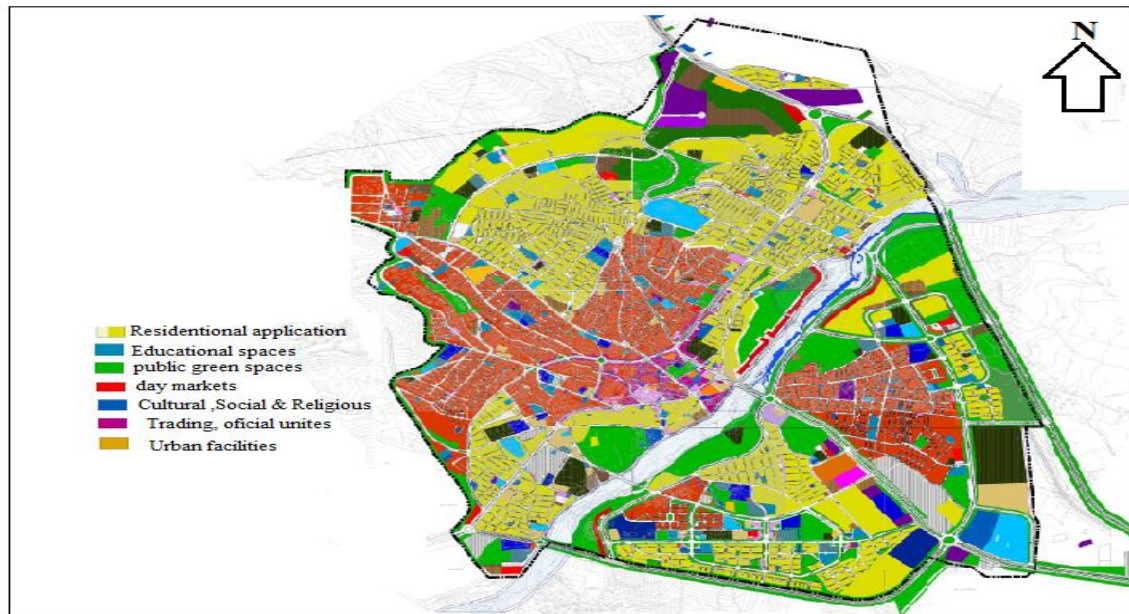 N
Residentional application
Educational spaces
public green spaces
day markets
Cultural ,Social & Religious
Trading, oficial unites
Urban facilities